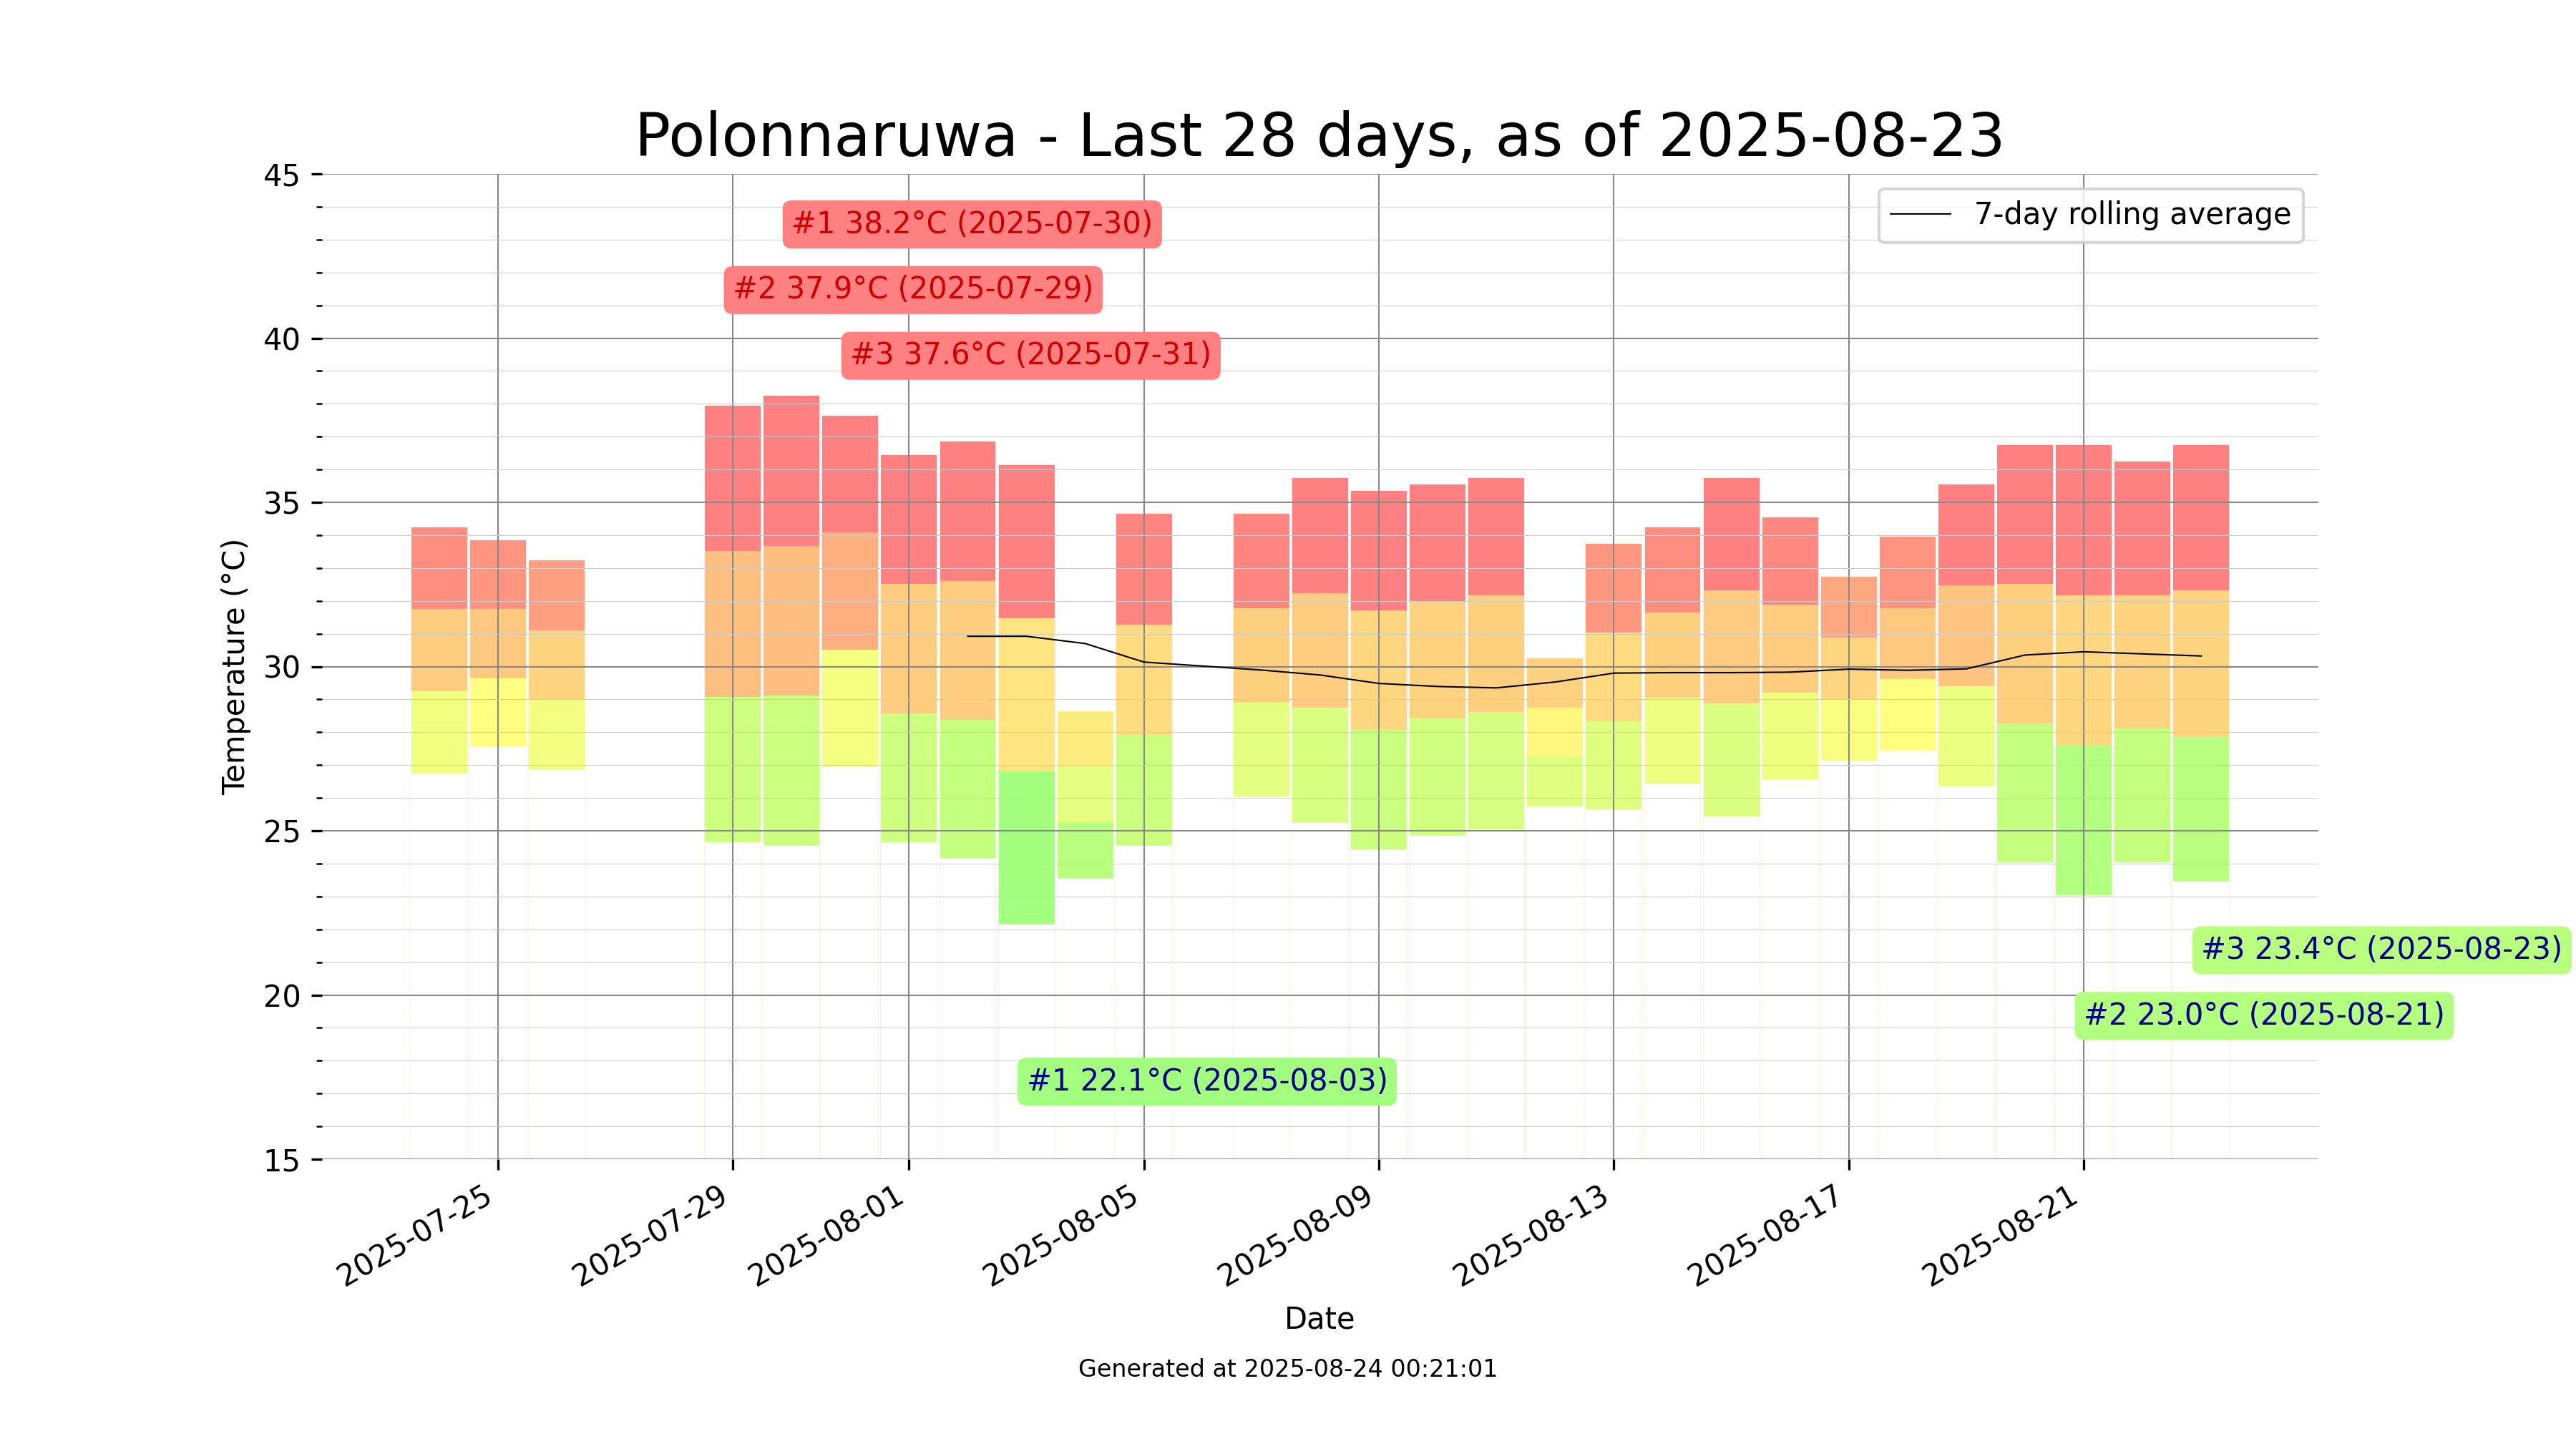 Polonnaruwa - Last 28 days, as of 2025-08-23
45
40
35
30
25
20
15
Temperature (°C)
7-day rolling average
#1 38.2°C (2025-07-30)
#2 37.9°C (2025-07-29)
#3 37.6°C (2025-07-31)
#3 23.4°C (2025-08-23)
#2 23.0°C (2025-08-21)
#1 22.1°C (2025-08-03)
2025-07-25
2025-07-29
2025-08-01
2025-08-05
2025-08-09
2025-08-13
2025-08-17
2025-08-21
Date
Generated at 2025-08-24 00:21:01